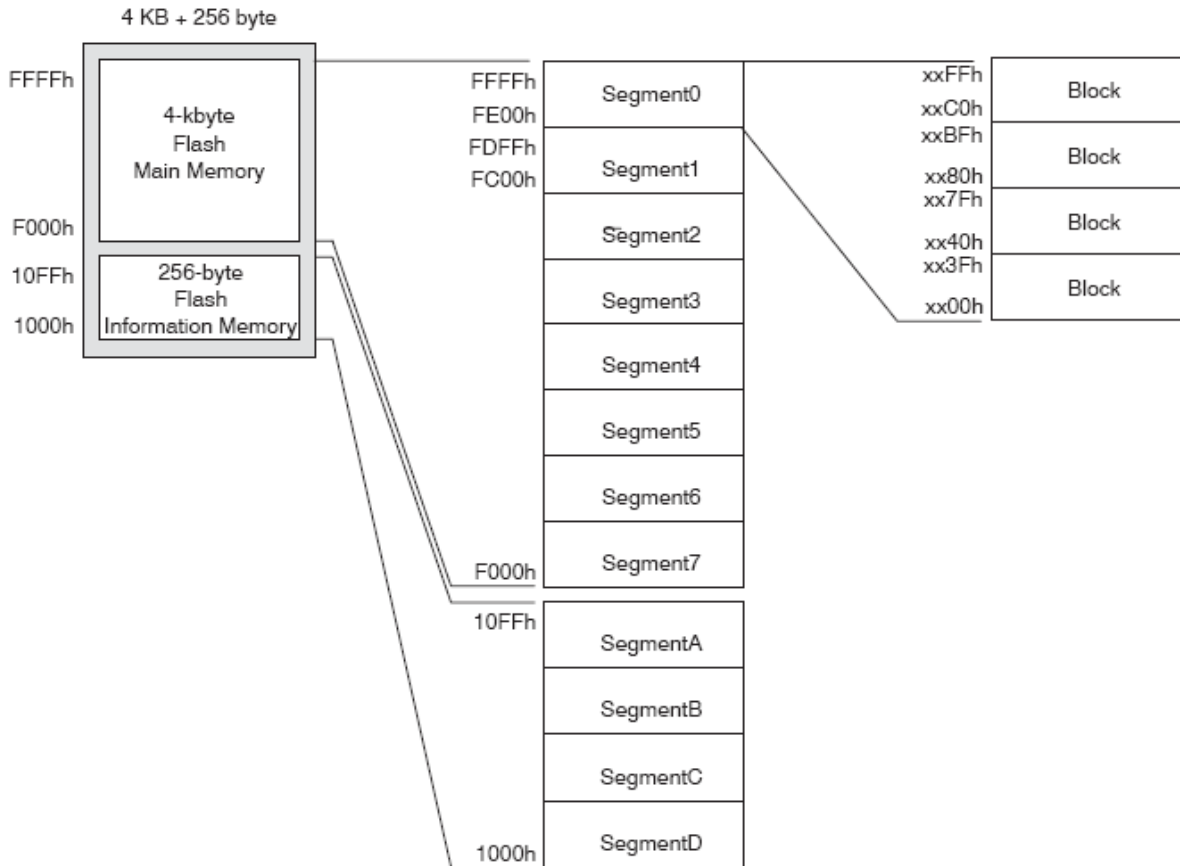 4 KB + 256 byte
FFFFh
4-kbyte
Flash
Main Memory
F000h
10FFh
256-byte
Flash
Information Memory
1000h
FFFFh
Segment0
FE00h
FDFFh
Segment1
FC00h
Segment2
Segment3
Segment4
Segment5
Segment6
Segment7
F000h
10FFh
SegmentA
SegmentB
SegmentC
SegmentD
1000h
xxFFh
Block
xxC0h
xxBFh
Block
xx80h
xx7Fh
Block
xx40h
xx3Fh
Block
xx00h